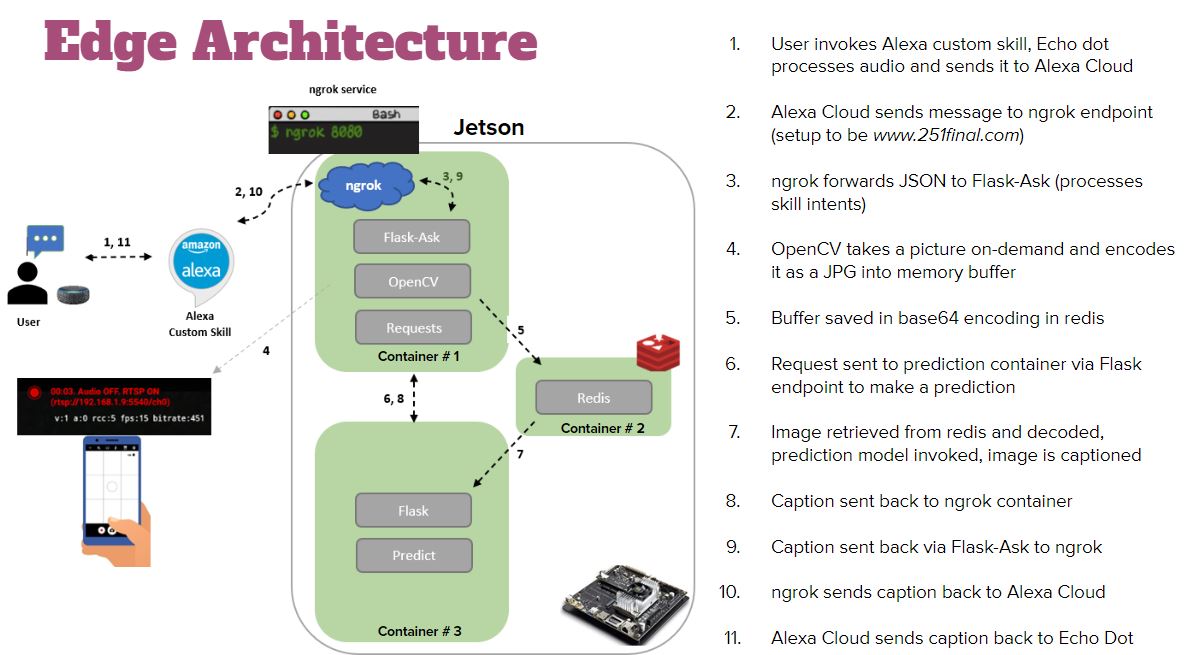 Edge Architecture
ngrok service
Bash
$ ngrok 8080
Jetson
2, 10
ngrok
3, 9
Flask-Ask
1, 11
amazon
alexa
OpenCV
User
Alexa
Custom Skill
Requests
5
4
Container # 1
00:03. Audio OFF, RTSP ON
(rtsp://192.168.1.9:5540/ch0)
v:1 a:0 rcc:5 fps:15 bitrate:451
6, 8
Redis
Container # 2
7
Flask
Predict
Container # 3
1. User invokes Alexa custom skill, Echo dot
processes audio and sends it to Alexa Cloud
2. Alexa Cloud sends message to ngrok endpoint
(setup to be www.251final.com)
3. ngrok forwards JSON to Flask-Ask (processes
skill intents)
4. OpenCV takes a picture on-demand and encodes
it as a JPG into memory buffer
5. Buffer saved in base64 encoding in redis
6. Request sent to prediction container via Flask
endpoint to make a prediction
7. Image retrieved from redis and decoded,
prediction model invoked, image is captioned
8. Caption sent back to ngrok container
9. Caption sent back via Flask-Ask to ngrok
10. ngrok sends caption back to Alexa Cloud
11. Alexa Cloud sends caption back to Echo Dot